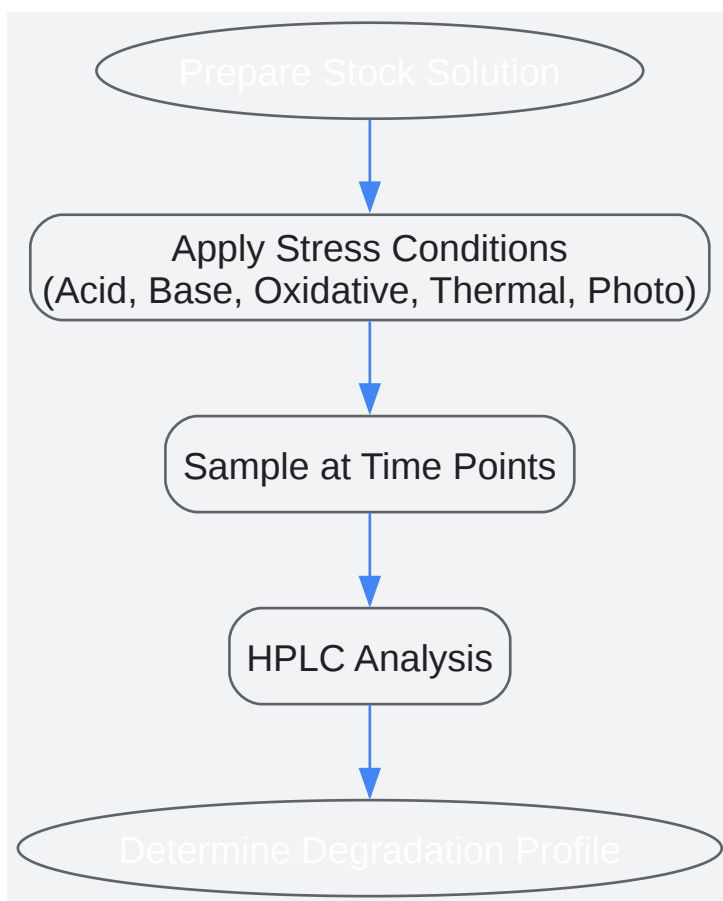 Prepare Stock Solution
Apply Stress Conditions
(Acid, Base, Oxidative, Thermal, Photo)
Sample at Time Points
HPLC Analysis
Determine Degradation Profile